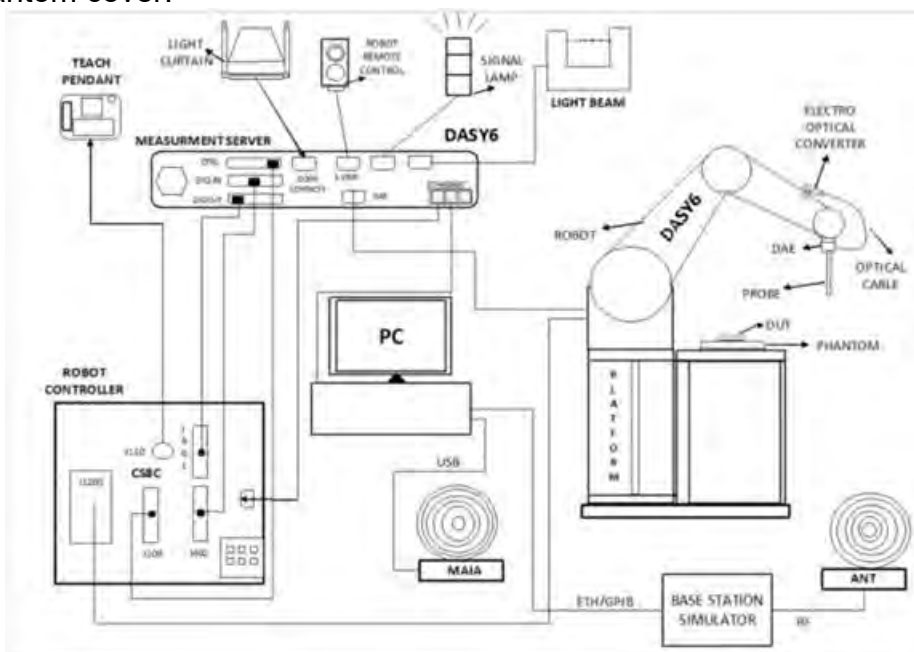 LIGHT
CURTAIN
ROBOT
REMOTE
CONTROL
SIGNAL
LAMP
LIGHT BEAM
TEACH
PENDANT
MEASURMENT SERVER
DASY6
ELECTRO
OPTICAL
CONVERTER
ROBOT
DASY6
DAE
OPTICAL
CABLE
PROBE
DUT
PHANTOM
PC
PLATFORM
ROBOT
CONTROLLER
CS8C
USB
MAIA
ETH/GPIB
BASE STATION
SIMULATOR
RF
ANT